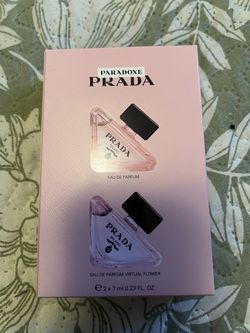 PARADOXE
PRADA
PRADA
EAU DE PARFUM
PRADA
EAU DE PARFUM VIRTUAL FLOWER
℮ 2 x 7 ml 0.23 FL. OZ.